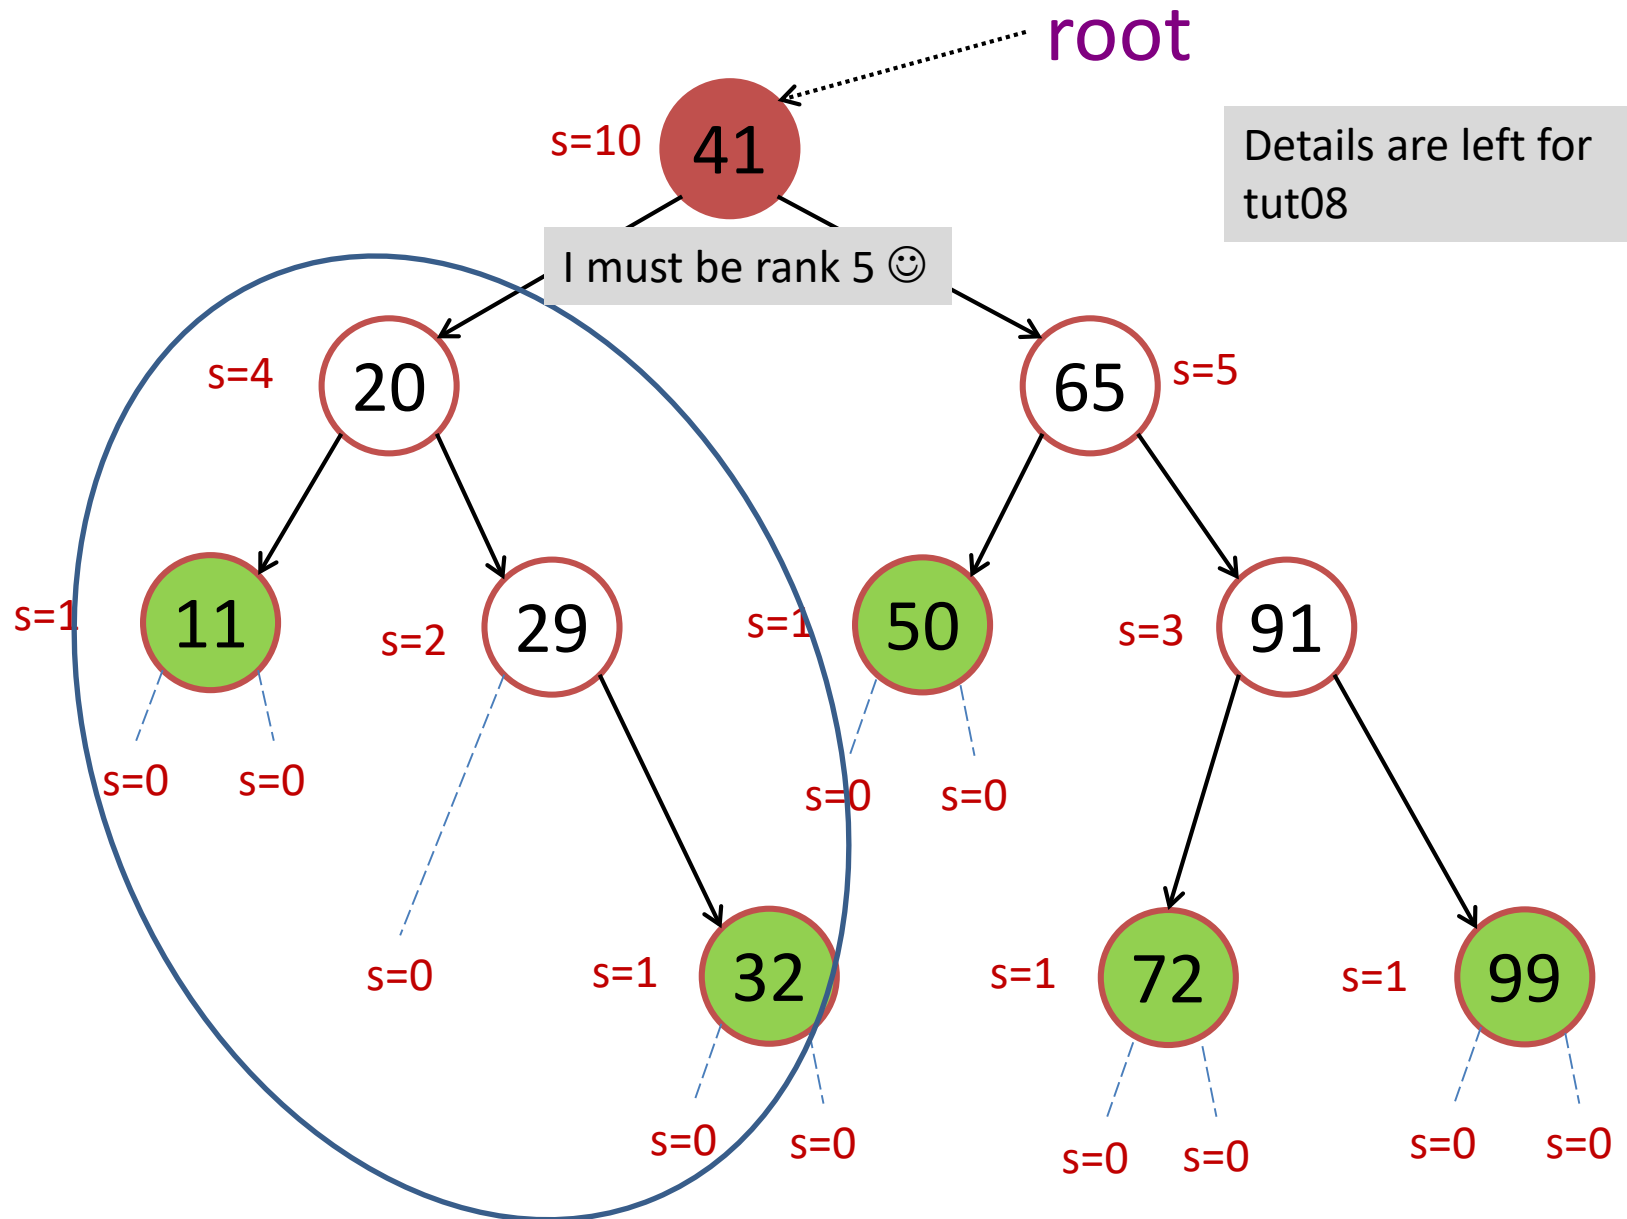 root
s=10
41
Details are left for
tut08
I must be rank 5 ☺
s=4
20
65
s=5
s=1
11
s=2
29
s=1
50
s=3
91
s=0
s=0
s=0
s=0
s=0
s=1
32
s=1
72
s=1
99
s=0
s=0
s=0
s=0
s=0
s=0